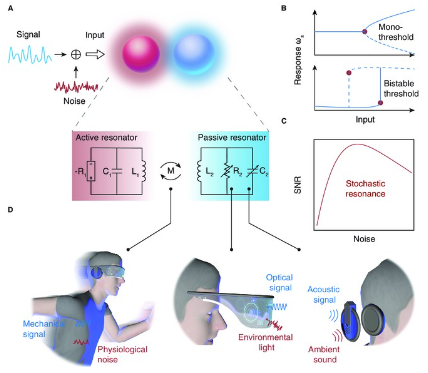 A
Signal
Input
Noise
Active resonator
Passive resonator
-R₁
C₁
L₁
M
L₂
R₂
C₂
B
Response ωₛ
Mono-
threshold
Bistable
threshold
Input
C
SNR
Stochastic
resonance
Noise
D
Mechanical
signal
Physiological
noise
Optical
signal
Environmental
light
Acoustic
signal
Ambient
sound